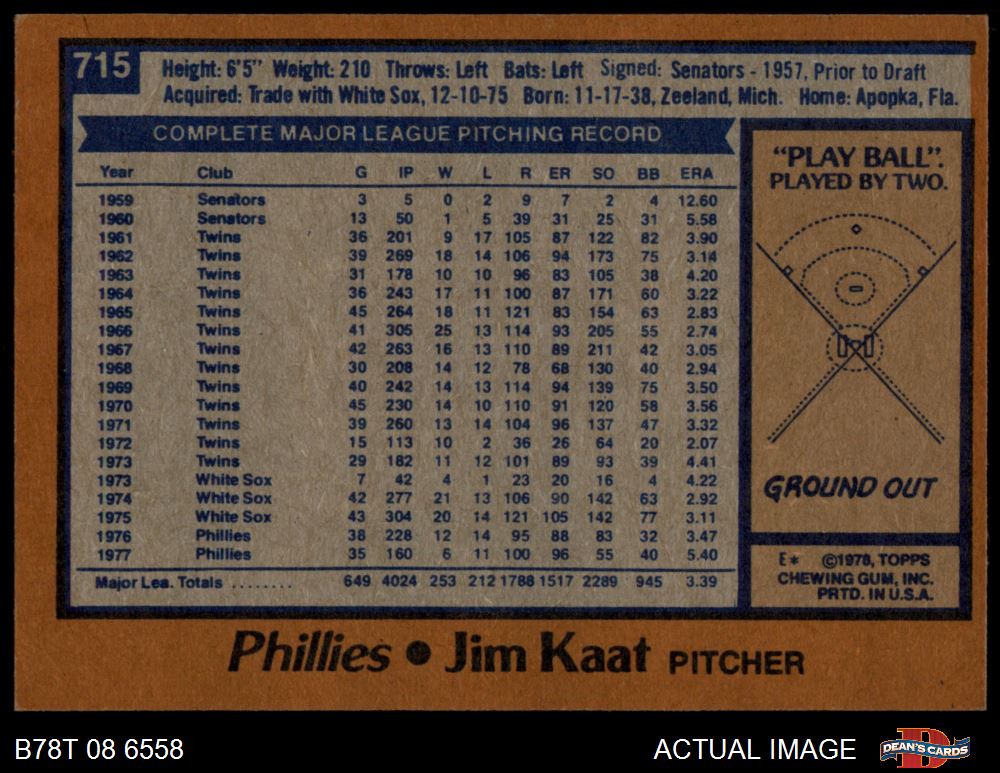 715
Height: 6'5" Weight: 210 Throws: Left Bats: Left Signed: Senators - 1957, Prior to Draft
Acquired: Trade with White Sox, 12-10-75 Born: 11-17-38, Zeeland, Mich. Home: Apopka, Fla.
COMPLETE MAJOR LEAGUE PITCHING RECORD
Year Club G IP W L R ER SO BB ERA
1959 Senators 3 5 0 2 9 7 2 4 12.60
1960 Senators 13 50 1 5 39 31 25 31 5.58
1961 Twins 36 201 9 17 105 87 122 82 3.90
1962 Twins 39 269 18 14 106 94 173 75 3.14
1963 Twins 31 178 10 10 96 83 105 38 4.20
1964 Twins 36 243 17 11 100 87 171 60 3.22
1965 Twins 45 264 18 11 121 83 154 63 2.83
1966 Twins 41 305 25 13 114 93 205 55 2.74
1967 Twins 42 263 16 13 110 89 211 42 3.05
1968 Twins 30 208 14 12 78 68 130 40 2.94
1969 Twins 40 242 14 13 114 94 139 75 3.50
1970 Twins 45 230 14 10 110 91 120 58 3.56
1971 Twins 39 260 13 14 104 96 137 47 3.32
1972 Twins 15 113 10 2 36 26 64 20 2.07
1973 Twins 29 182 11 12 101 89 93 39 4.41
1973 White Sox 7 42 4 1 23 20 16 4 4.22
1974 White Sox 42 277 21 13 106 90 142 63 2.92
1975 White Sox 43 304 20 14 121 105 142 77 3.11
1976 Phillies 38 228 12 14 95 88 83 32 3.47
1977 Phillies 35 160 6 11 100 96 55 40 5.40
Major Lea. Totals ........ 649 4024 253 212 1788 1517 2289 945 3.39
"PLAY BALL".
PLAYED BY TWO.
GROUND OUT
E* ©1978, TOPPS
CHEWING GUM, INC.
PRTD. IN U.S.A.
Phillies ● Jim Kaat PITCHER
B78T 08 6558
ACTUAL IMAGE
DEAN'S CARDS